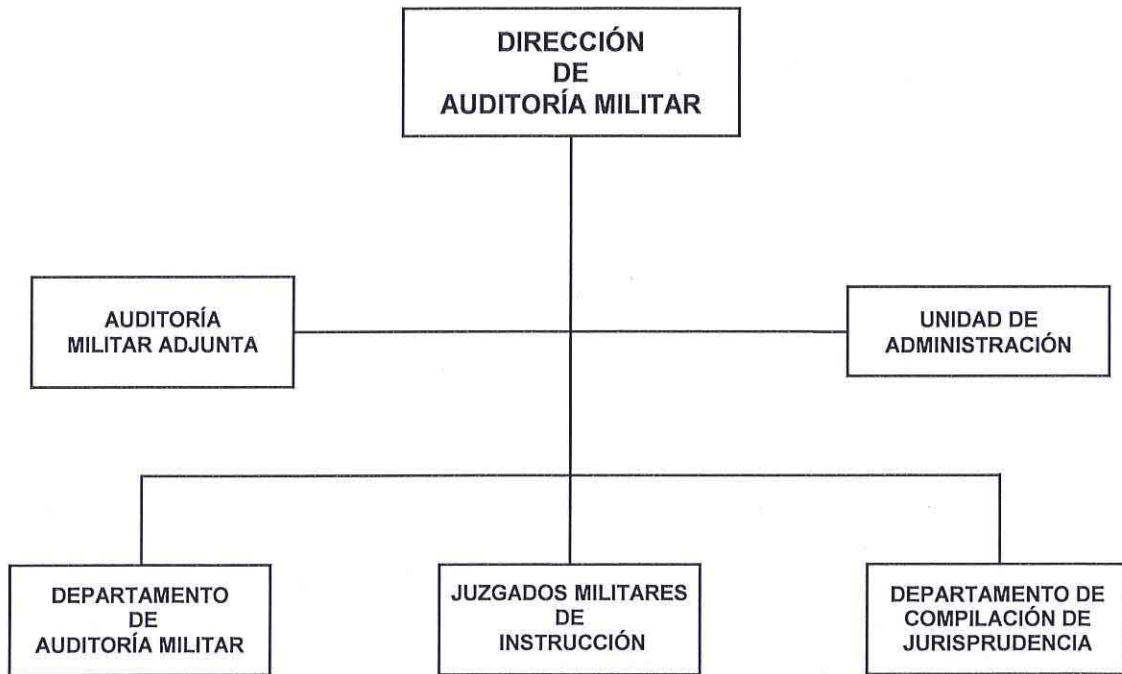 DIRECCIÓN
DE
AUDITORÍA MILITAR
AUDITORÍA
MILITAR ADJUNTA
UNIDAD DE
ADMINISTRACIÓN
DEPARTAMENTO
DE
AUDITORÍA MILITAR
JUZGADOS MILITARES
DE
INSTRUCCIÓN
DEPARTAMENTO DE
COMPILACIÓN DE
JURISPRUDENCIA